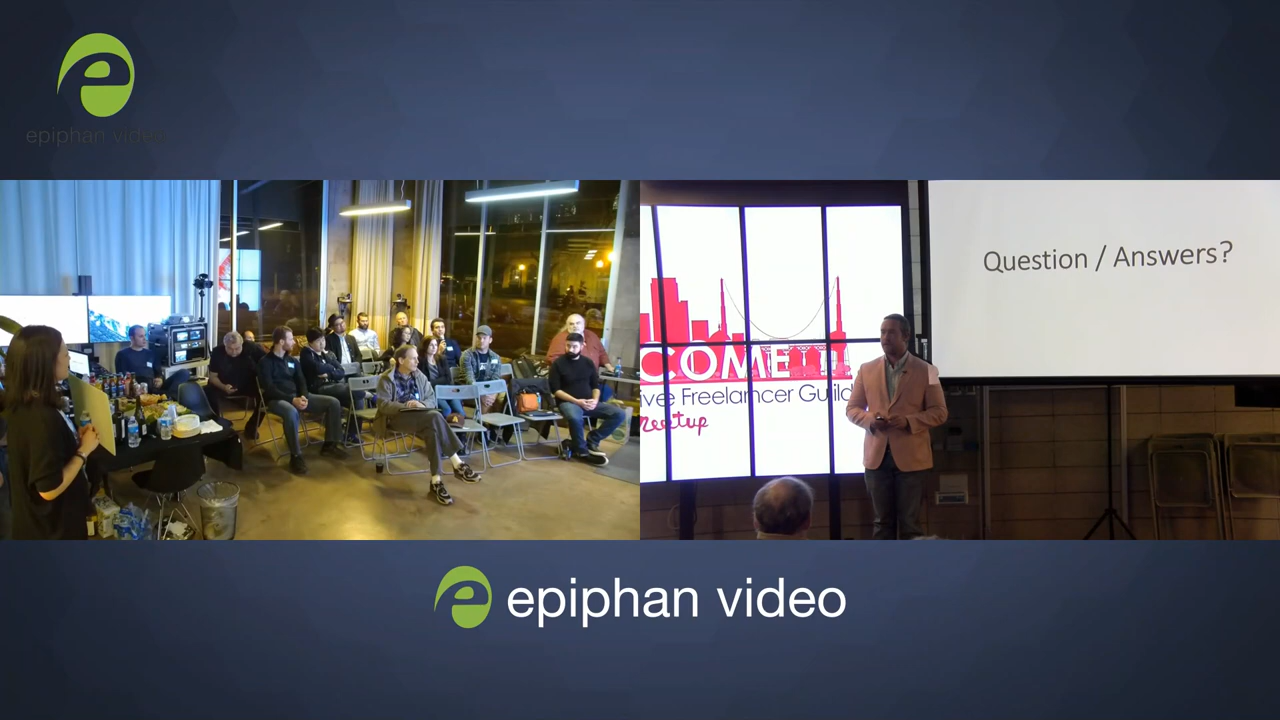 epiphan video
COME
ive Freelancer Guild
meetup
Question / Answers?
epiphan video